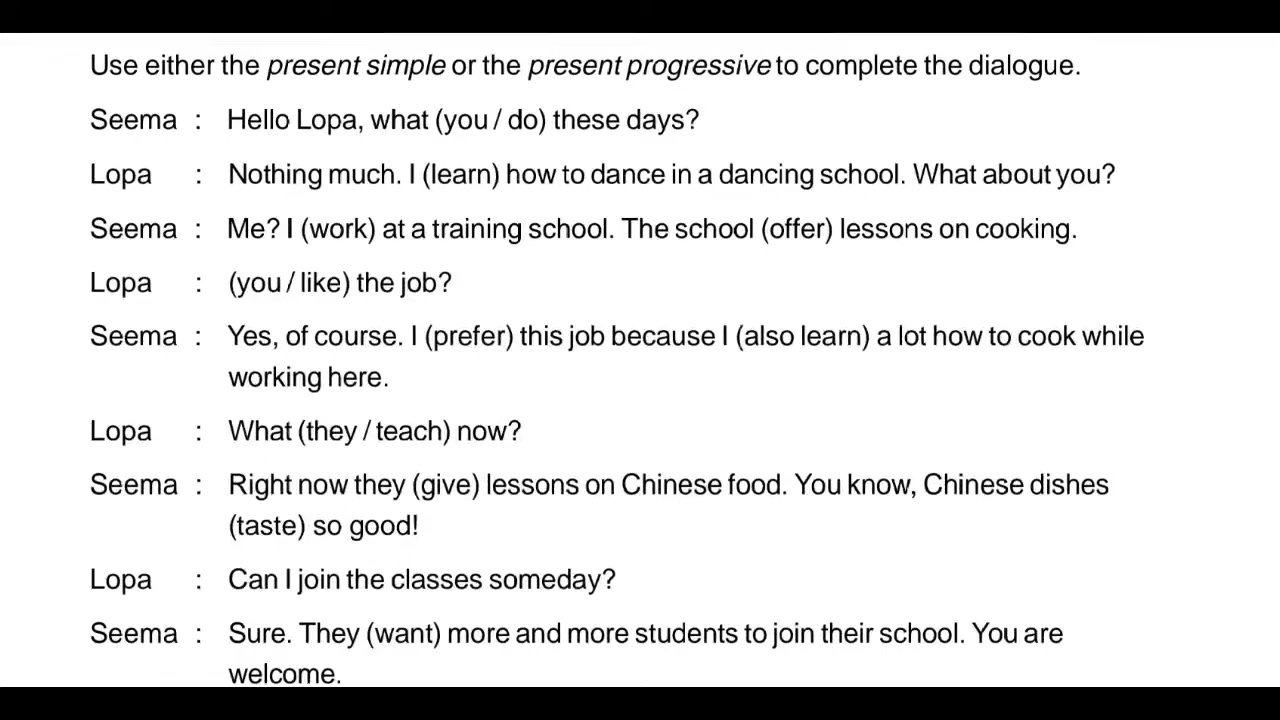 Use either the present simple or the present progressive to complete the dialogue.
Seema : Hello Lopa, what (you / do) these days?
Lopa : Nothing much. I (learn) how to dance in a dancing school. What about you?
Seema : Me? I (work) at a training school. The school (offer) lessons on cooking.
Lopa : (you / like) the job?
Seema : Yes, of course. I (prefer) this job because I (also learn) a lot how to cook while
working here.
Lopa : What (they / teach) now?
Seema : Right now they (give) lessons on Chinese food. You know, Chinese dishes
(taste) so good!
Lopa : Can I join the classes someday?
Seema : Sure. They (want) more and more students to join their school. You are
welcome.